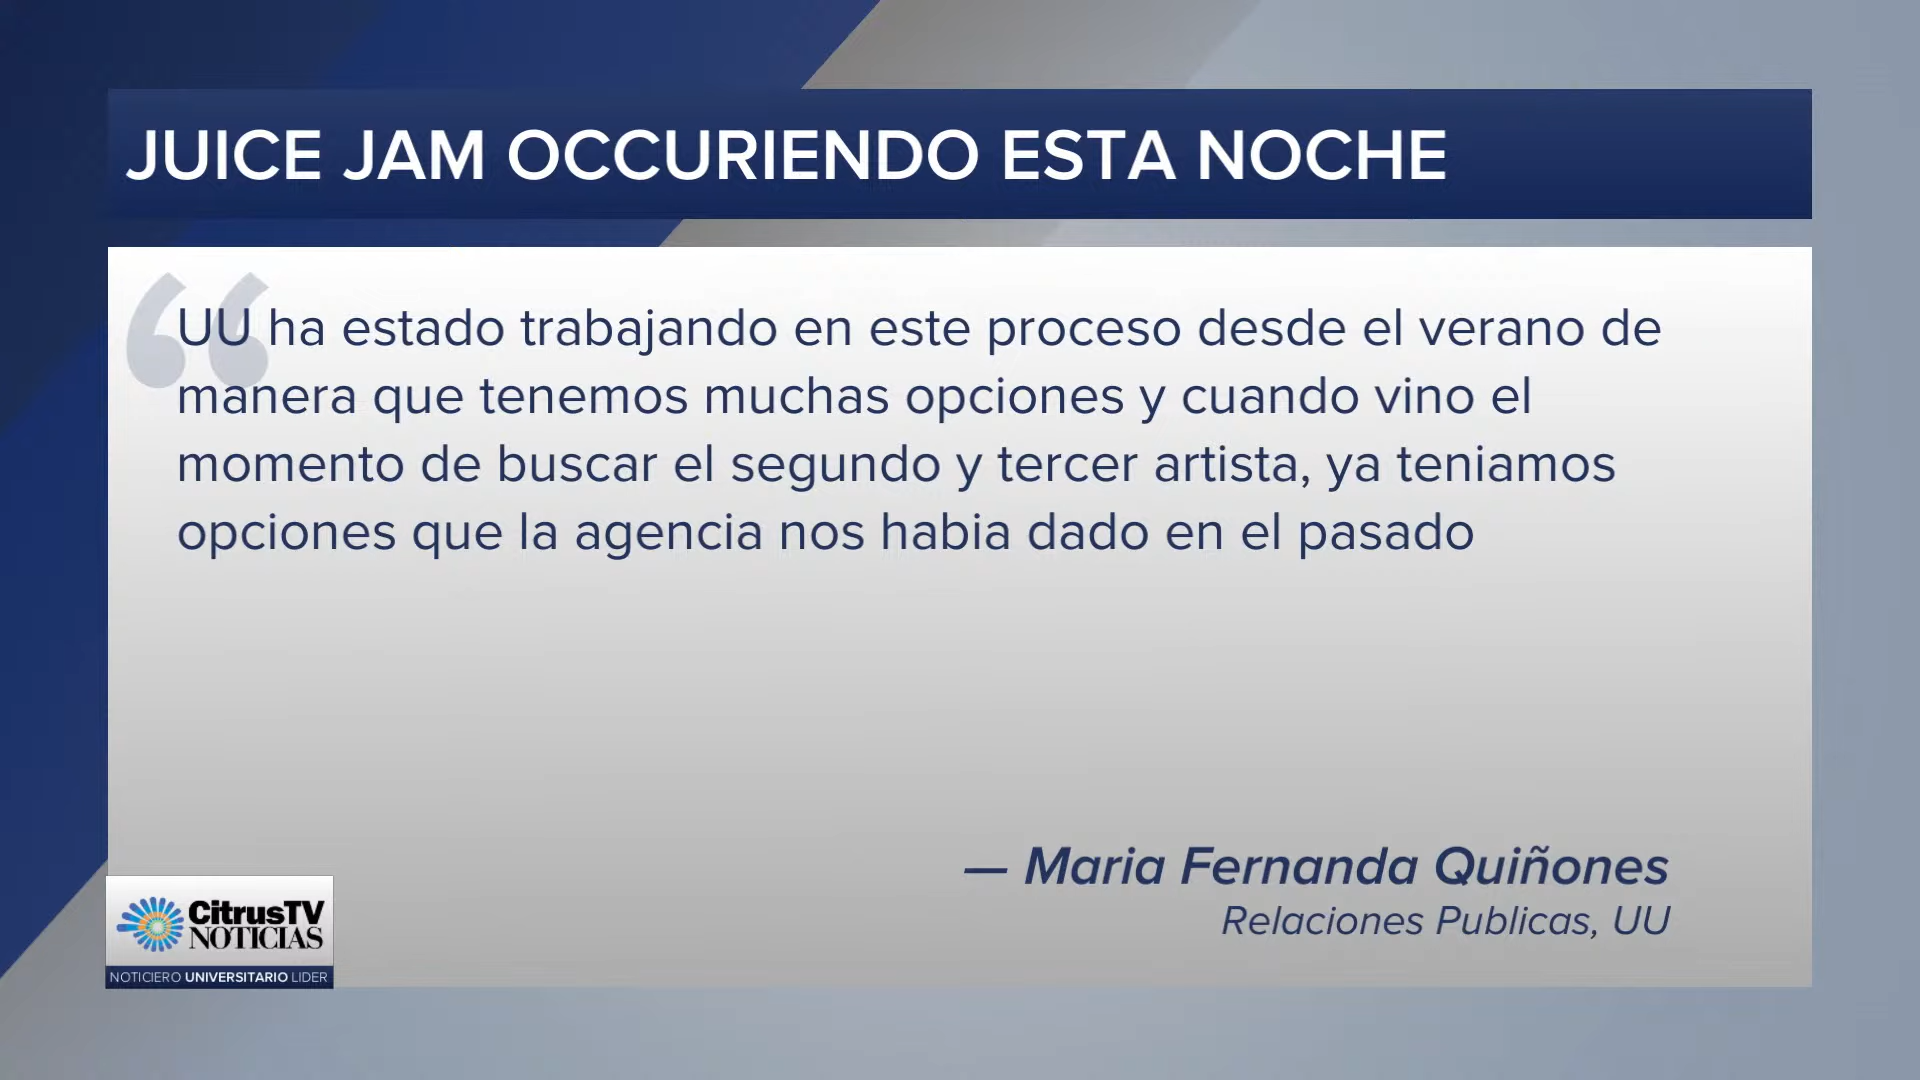 JUICE JAM OCCURIENDO ESTA NOCHE
“
UU ha estado trabajando en este proceso desde el verano de
manera que tenemos muchas opciones y cuando vino el
momento de buscar el segundo y tercer artista, ya teniamos
opciones que la agencia nos habia dado en el pasado
— Maria Fernanda Quiñones
Relaciones Publicas, UU
CitrusTV
NOTICIAS
NOTICIERO UNIVERSITARIO LIDER